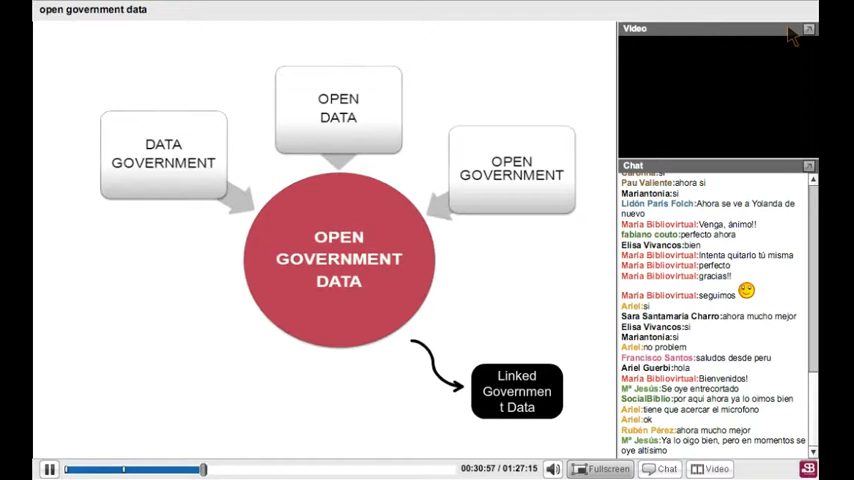 open government data
OPEN
DATA
DATA
GOVERNMENT
OPEN
GOVERNMENT
OPEN
GOVERNMENT
DATA
Linked
Governmen
t Data
Video
Chat
Pau Valiente:ahora si
Mariantonia:si
Lidón París Folch:Ahora se ve a Yolanda de
nuevo
María Bibliovirtual:Venga, ánimo!!
fabiano couto:perfecto ahora
Elisa Vivancos:bien
María Bibliovirtual:Intenta quitarlo tú misma
María Bibliovirtual:perfecto
María Bibliovirtual:gracias!!
María Bibliovirtual:seguimos
Ariel:si
Sara Santamaría Charro:ahora mucho mejor
Elisa Vivancos:si
Mariantonia:si
Ariel:no problem
Francisco Santos:saludos desde peru
Ariel Guerbi:hola
María Bibliovirtual:Bienvenidos!
Mª Jesús:Se oye entrecortado
SocialBiblio:por aqui ahora ya lo oimos bien
Ariel:tiene que acercar el microfono
Ariel:ok
Rubén Pérez:ahora mucho mejor
Mª Jesús:Ya lo oigo bien, pero en momentos se
oye altísimo
00:30:57 / 01:27:15
Fullscreen
Chat
Video
SB